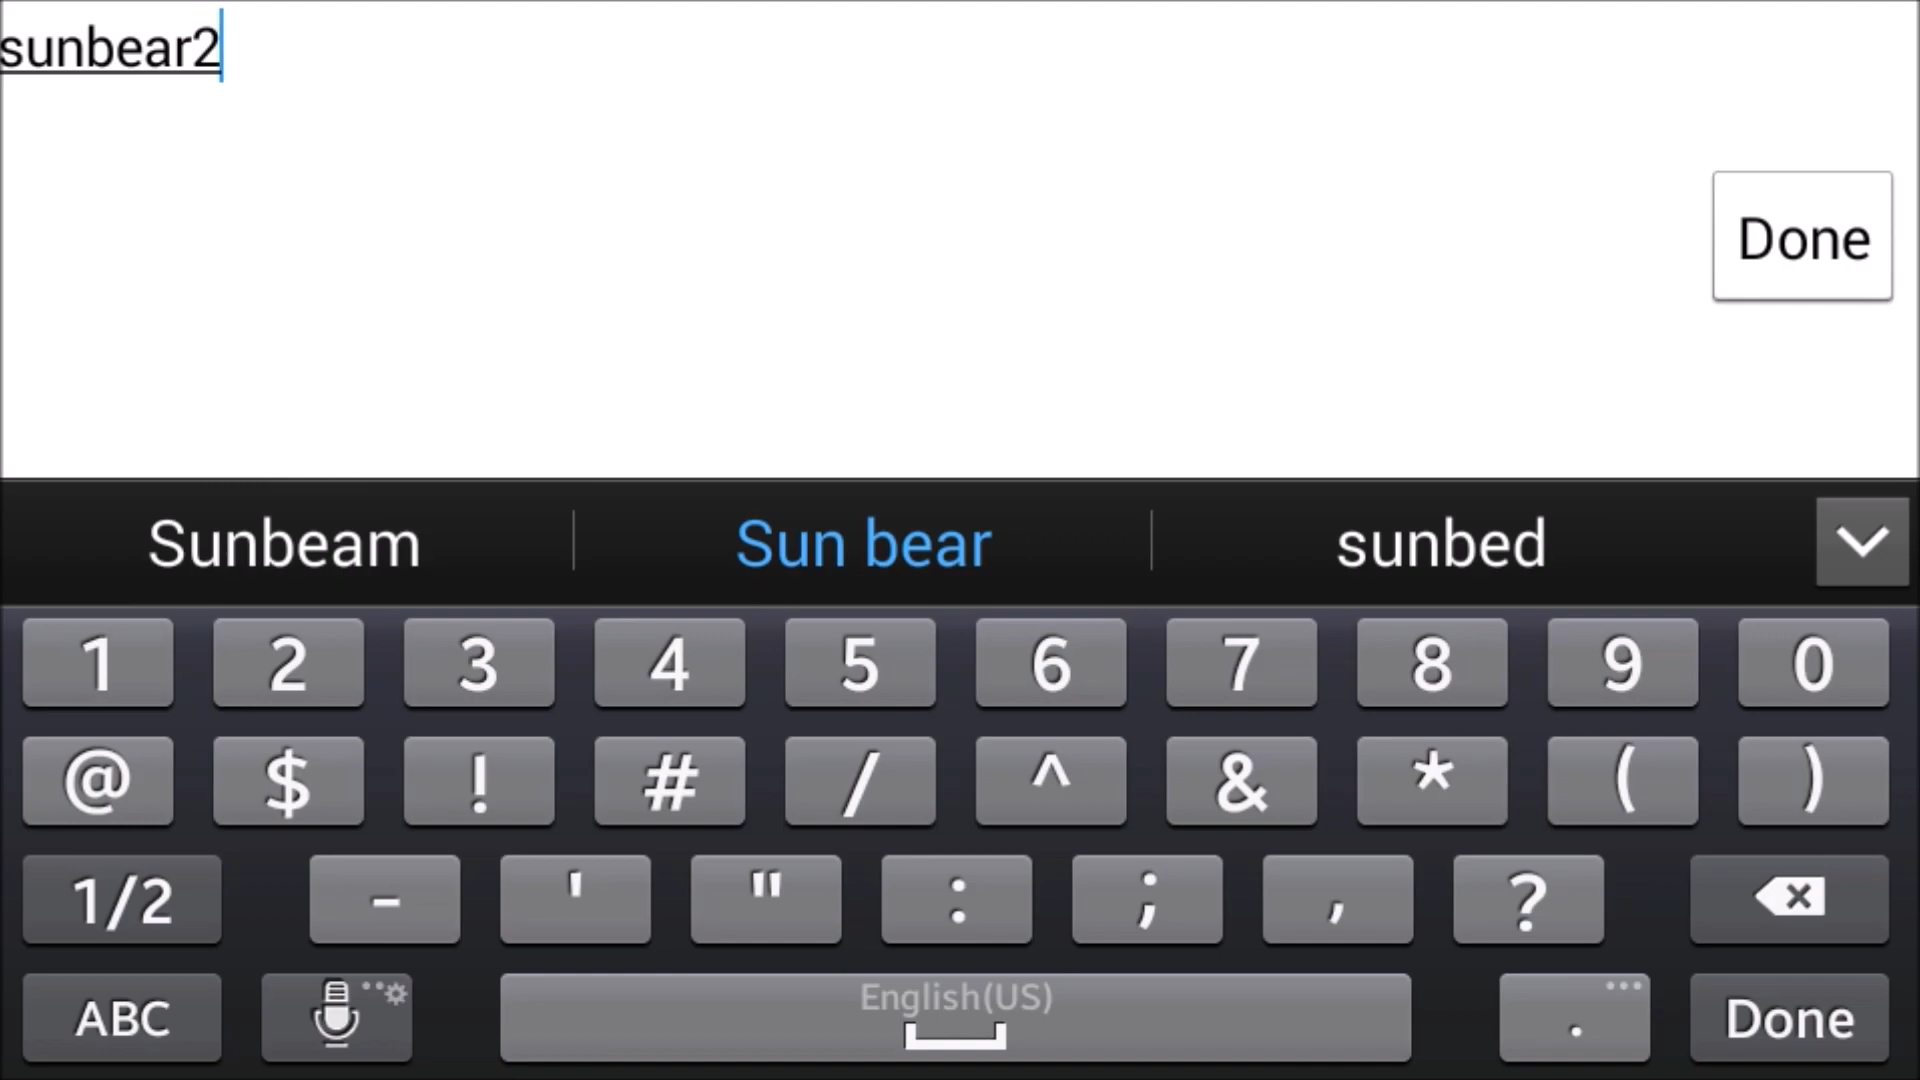 sunbear2
Done
Sunbeam Sun bear sunbed
1 2 3 4 5 6 7 8 9 0
@ $ ! # / ^ & * ( )
1/2 - ' " : ; , ?
ABC English(US) . Done